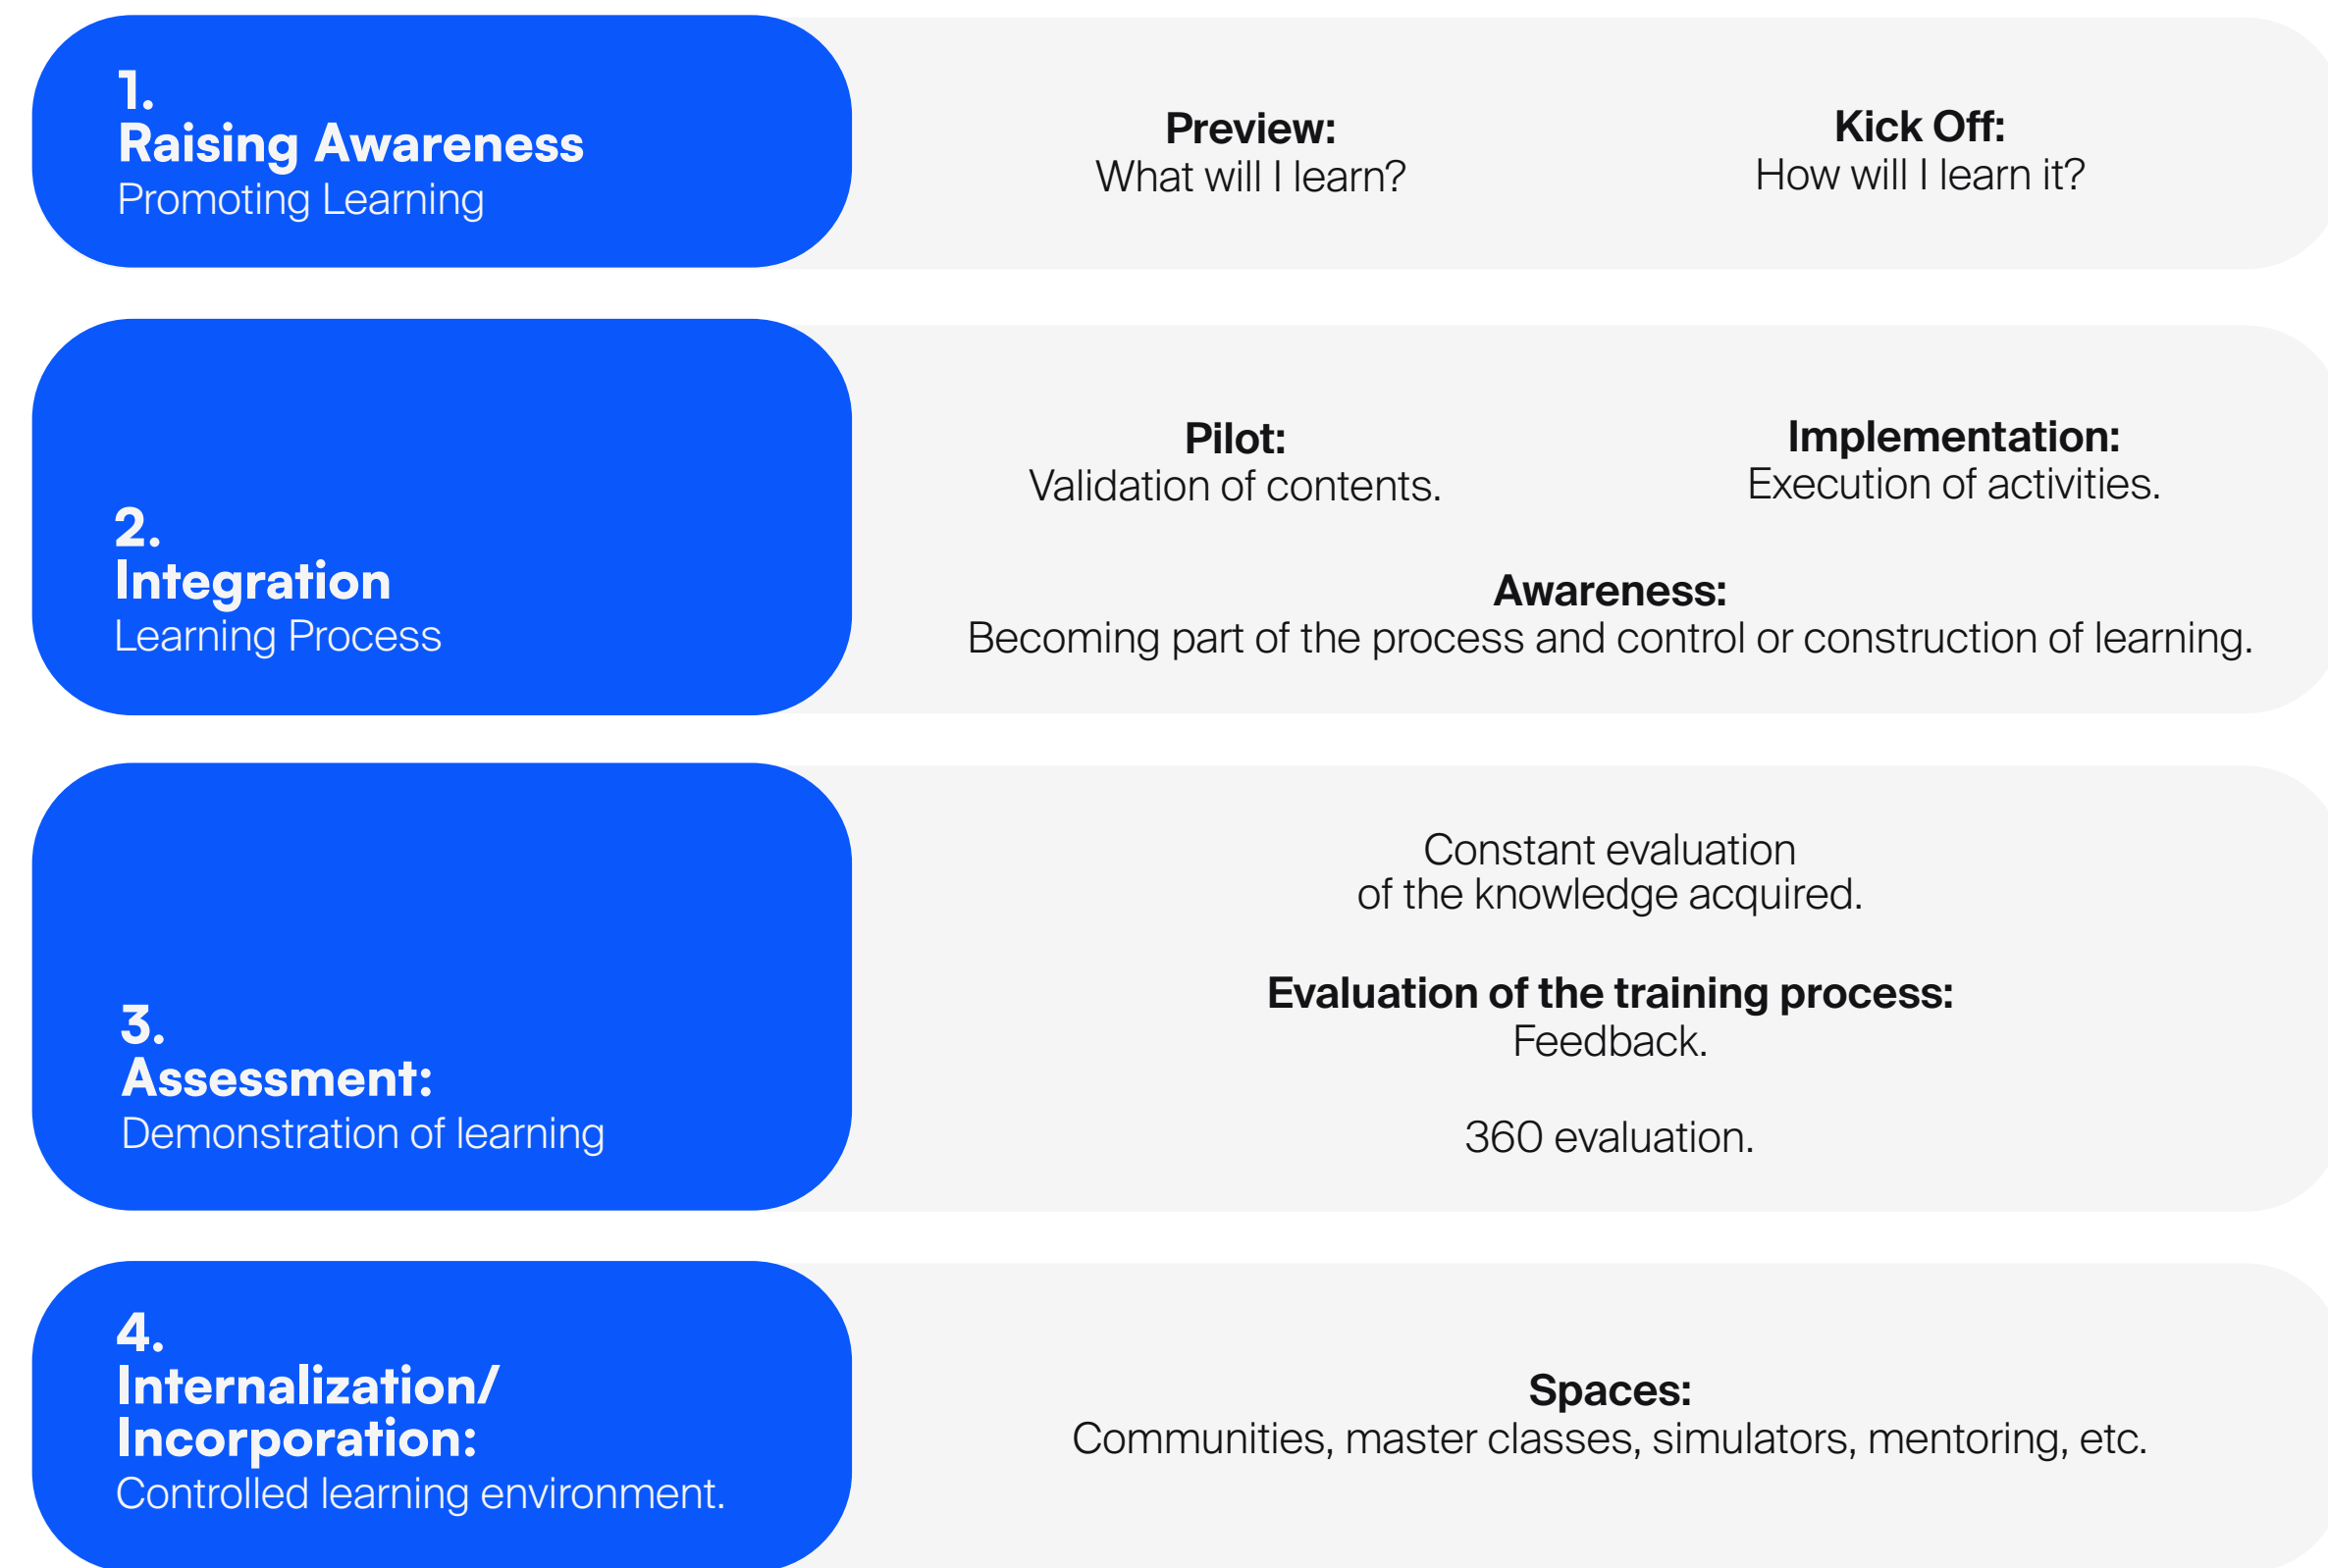 1.
Raising Awareness
Promoting Learning
Preview:
What will I learn?
Kick Off:
How will I learn it?
2.
Integration
Learning Process
Pilot:
Validation of contents.
Implementation:
Execution of activities.
Awareness:
Becoming part of the process and control or construction of learning.
3.
Assessment:
Demonstration of learning
Constant evaluation
of the knowledge acquired.
Evaluation of the training process:
Feedback.
360 evaluation.
4.
Internalization/
Incorporation:
Controlled learning environment.
Spaces:
Communities, master classes, simulators, mentoring, etc.